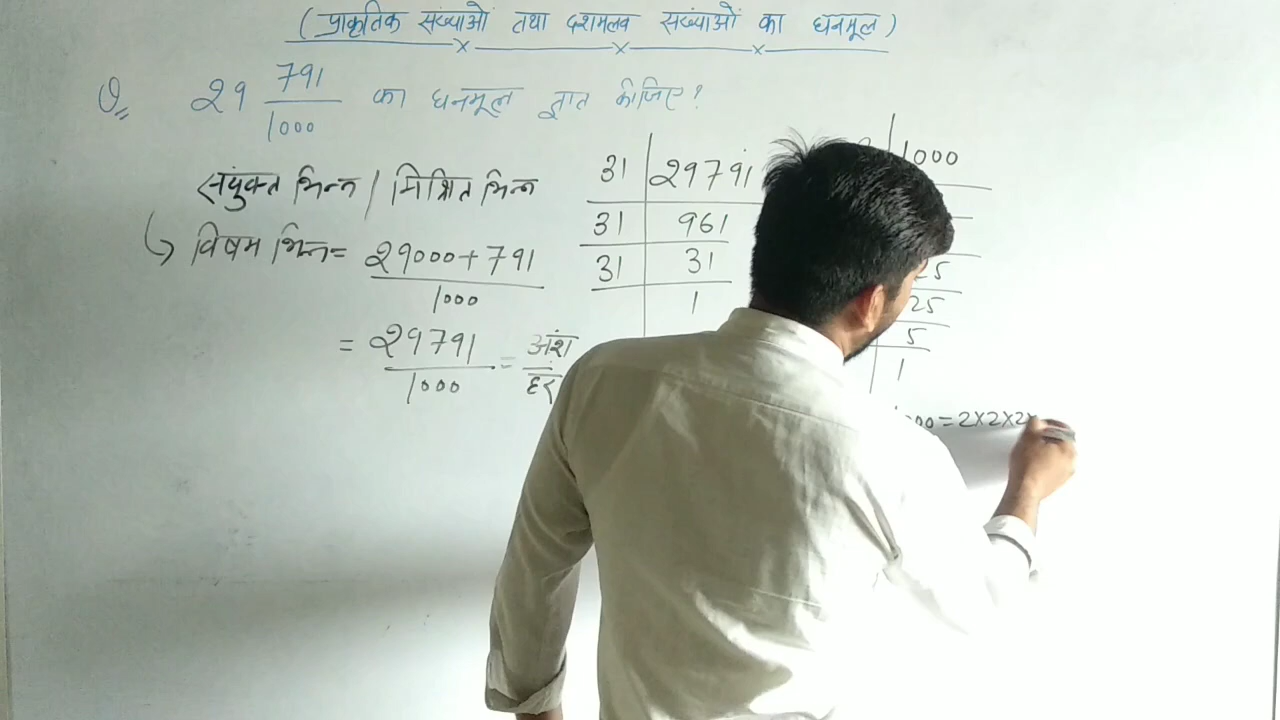 (प्राकृतिक संख्याओं तथा दशमलव संख्याओं का घनमूल)
Q 29 791/1000 का घनमूल ज्ञात कीजिए?
संयुक्त भिन्न / मिश्रित भिन्न
विषम भिन्न = 29000+791/1000
= 29791/1000 = अंश/हर
31 | 29791
31 | 961
31 | 31
1
1000
25
5
1
= 2×2×2×